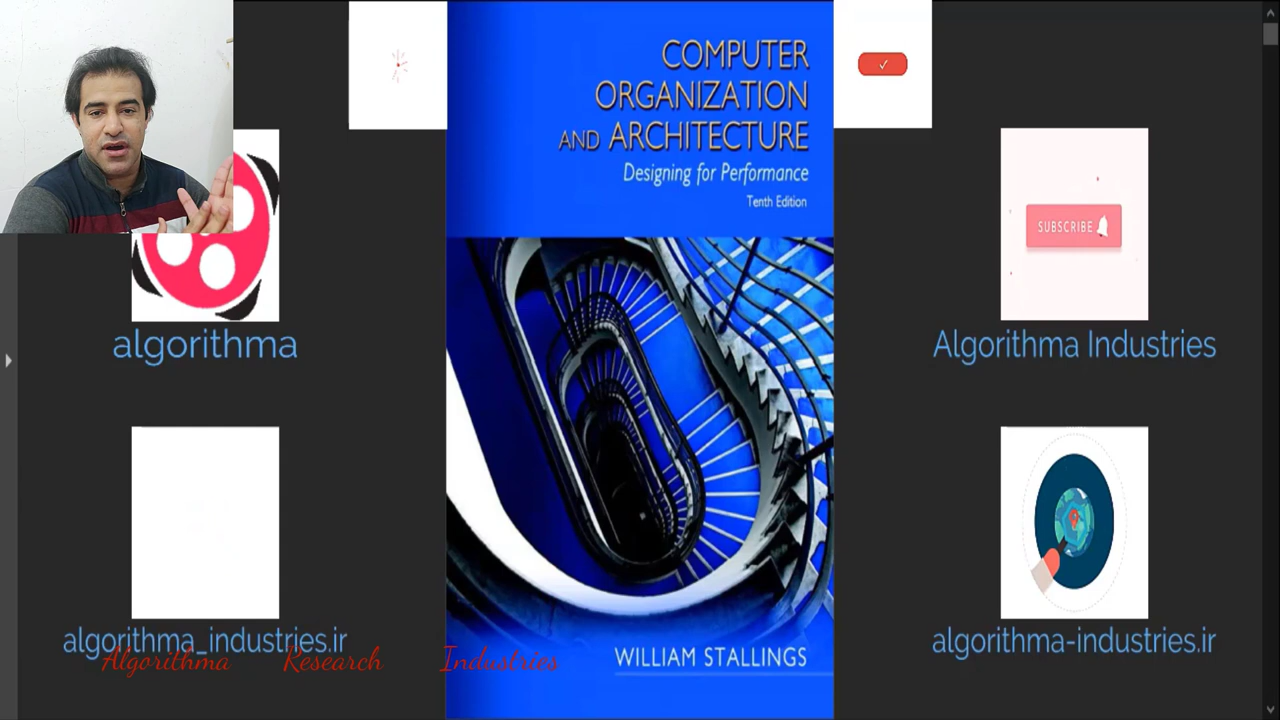 COMPUTER
ORGANIZATION
AND ARCHITECTURE
Designing for Performance
Tenth Edition
SUBSCRIBE
algorithma
Algorithma Industries
algorithma_industries.ir
algorithma-industries.ir
Algorithma Research Industries
WILLIAM STALLINGS